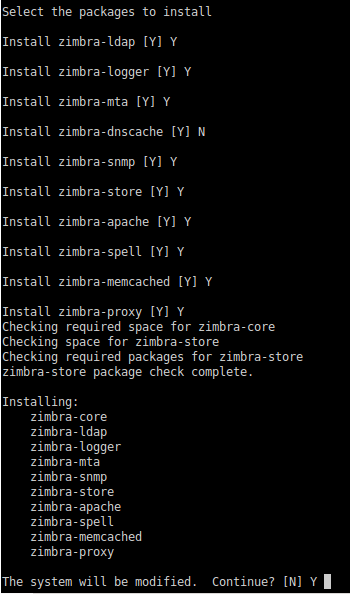 Select the packages to install
Install zimbra-ldap [Y] Y
Install zimbra-logger [Y] Y
Install zimbra-mta [Y] Y
Install zimbra-dnscache [Y] N
Install zimbra-snmp [Y] Y
Install zimbra-store [Y] Y
Install zimbra-apache [Y] Y
Install zimbra-spell [Y] Y
Install zimbra-memcached [Y] Y
Install zimbra-proxy [Y] Y
Checking required space for zimbra-core
Checking space for zimbra-store
Checking required packages for zimbra-store
zimbra-store package check complete.
Installing:
zimbra-core
zimbra-ldap
zimbra-logger
zimbra-mta
zimbra-snmp
zimbra-store
zimbra-apache
zimbra-spell
zimbra-memcached
zimbra-proxy
The system will be modified.  Continue? [N] Y